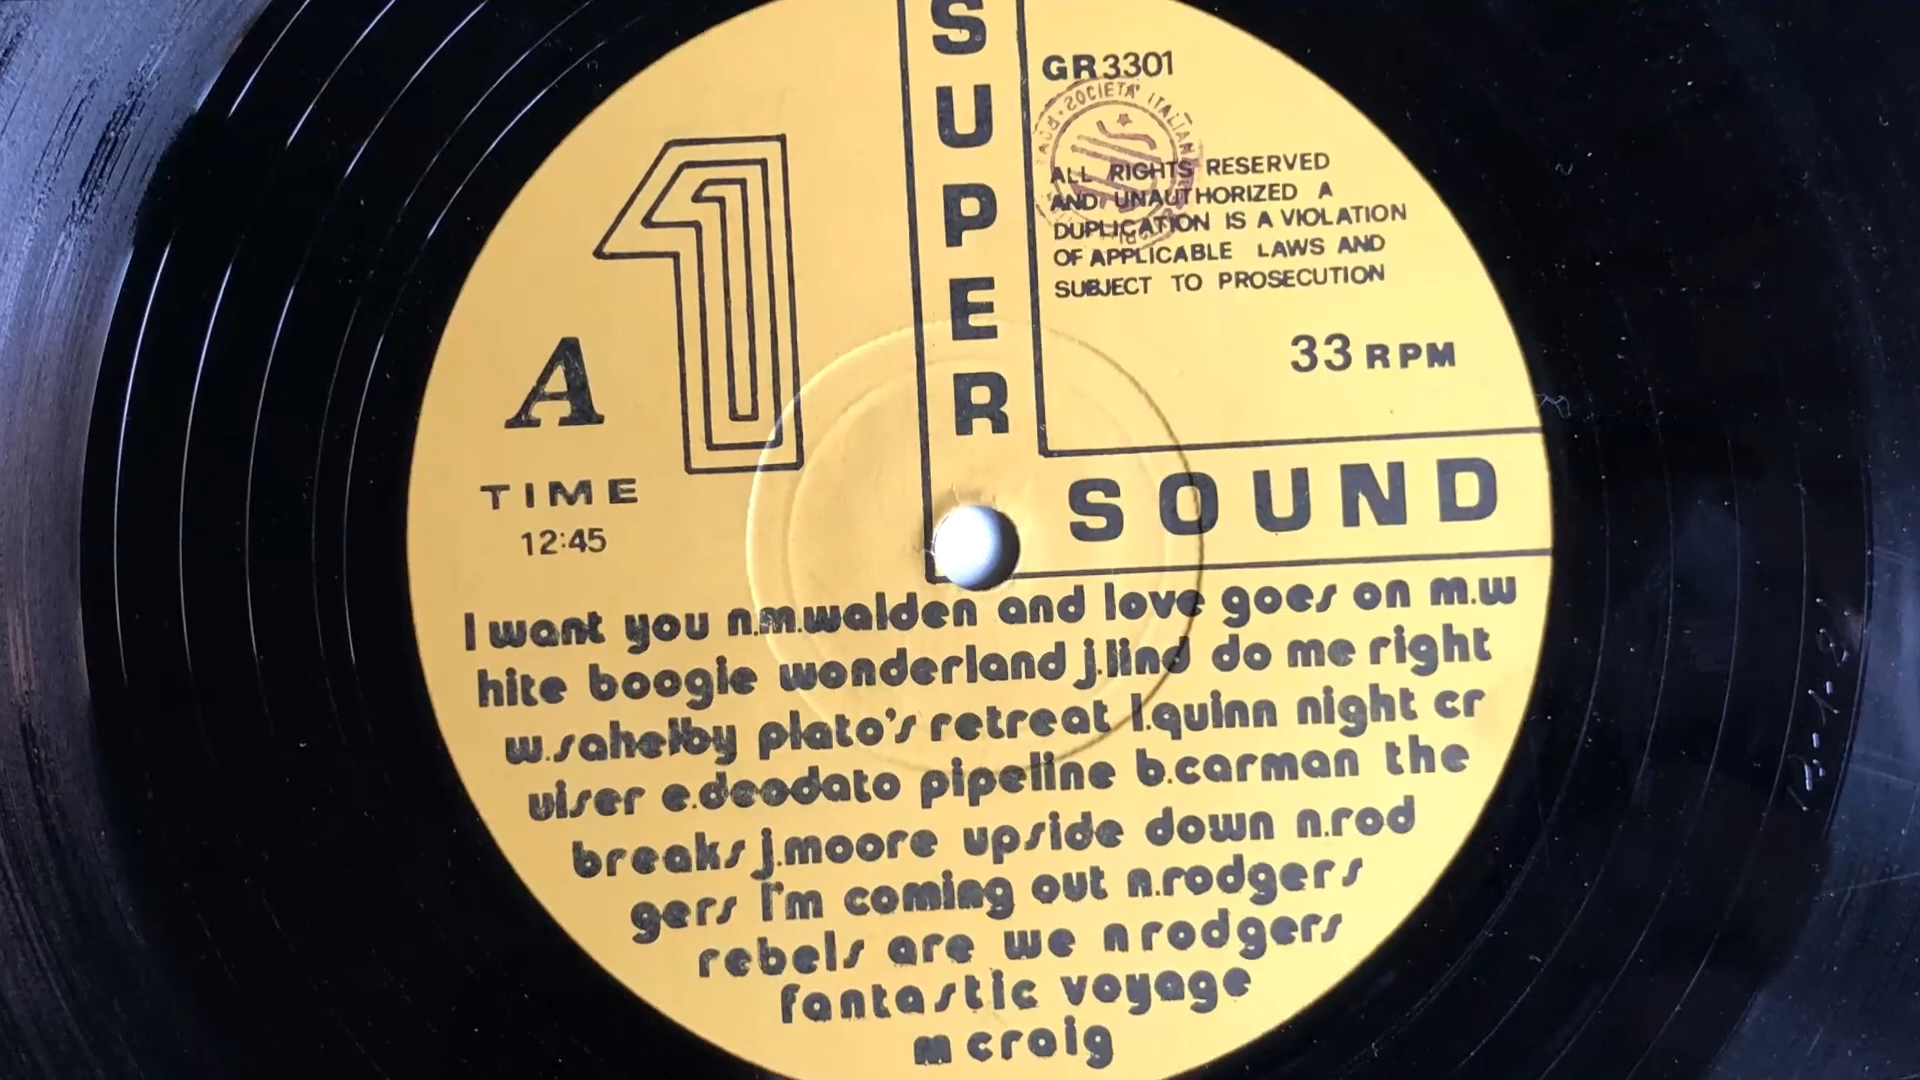 SUPER
SOUND
GR3301
SOCIETA' ITALIAN
ALL RIGHTS RESERVED
AND UNAUTHORIZED A
DUPLICATION IS A VIOLATION
OF APPLICABLE LAWS AND
SUBJECT TO PROSECUTION
33 RPM
A
1
TIME
12:45
I want you n.m.walden and love goes on m.w
hite boogie wonderland j.lind do me right
w.sahelby plato's retreat l.quinn night cr
uiser e.deodato pipeline b.carman the
breaks j.moore upside down n.rod
gers I'm coming out n.rodgers
rebels are we n rodgers
fantastic voyage
m craig